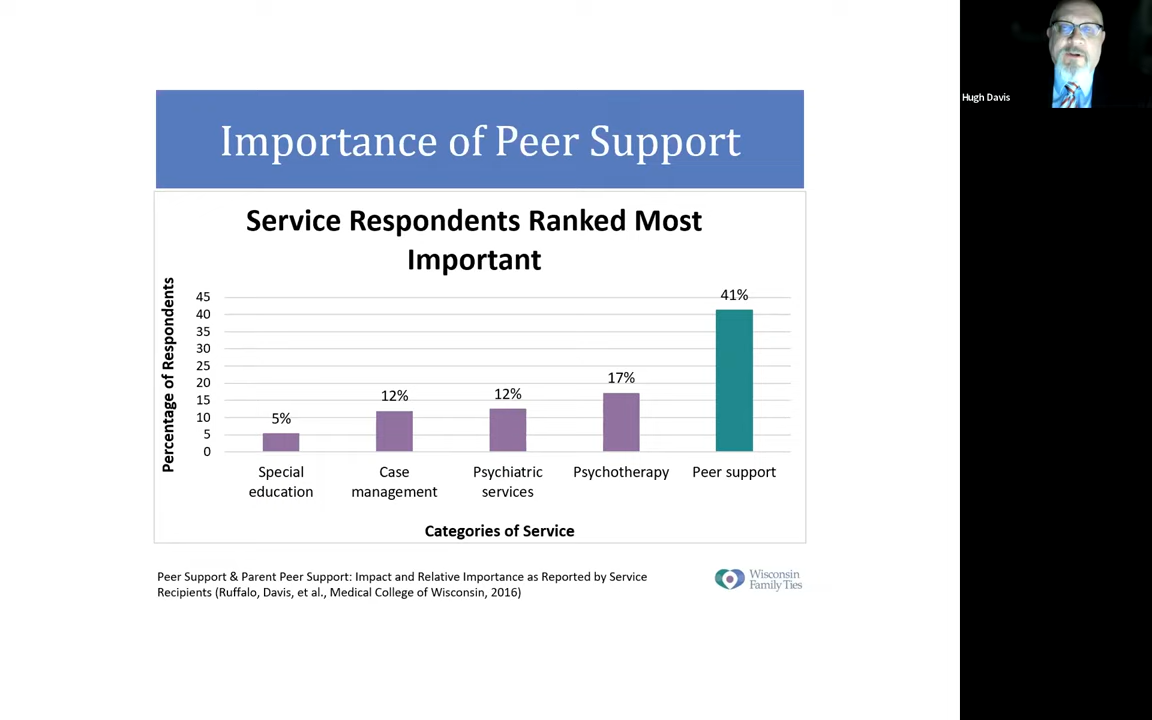 Importance of Peer Support
Hugh Davis
Service Respondents Ranked Most
Important
Percentage of Respondents
45
40
35
30
25
20
15
10
5
0
5%
12%
12%
17%
41%
Special
education
Case
management
Psychiatric
services
Psychotherapy
Peer support
Categories of Service
Peer Support & Parent Peer Support: Impact and Relative Importance as Reported by Service
Recipients (Ruffalo, Davis, et al., Medical College of Wisconsin, 2016)
Wisconsin
Family Ties